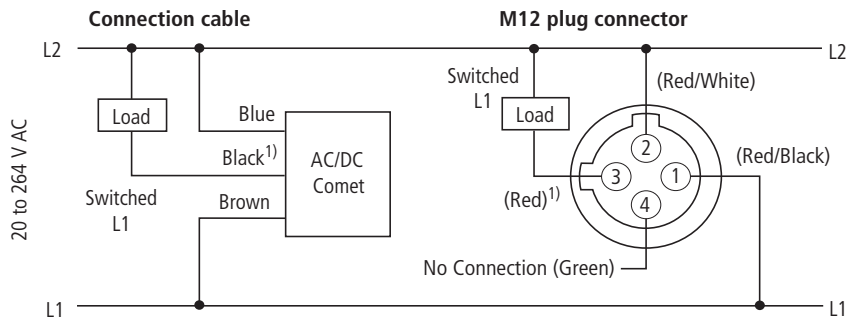 Connection cable
M12 plug connector
L2
L2
Switched
L1
(Red/White)
Load
Load
Blue
Black1)
AC/DC
Comet
Brown
Switched
L1
20 to 264 V AC
2
3
1
4
(Red/Black)
(Red)1)
No Connection (Green)
L1
L1